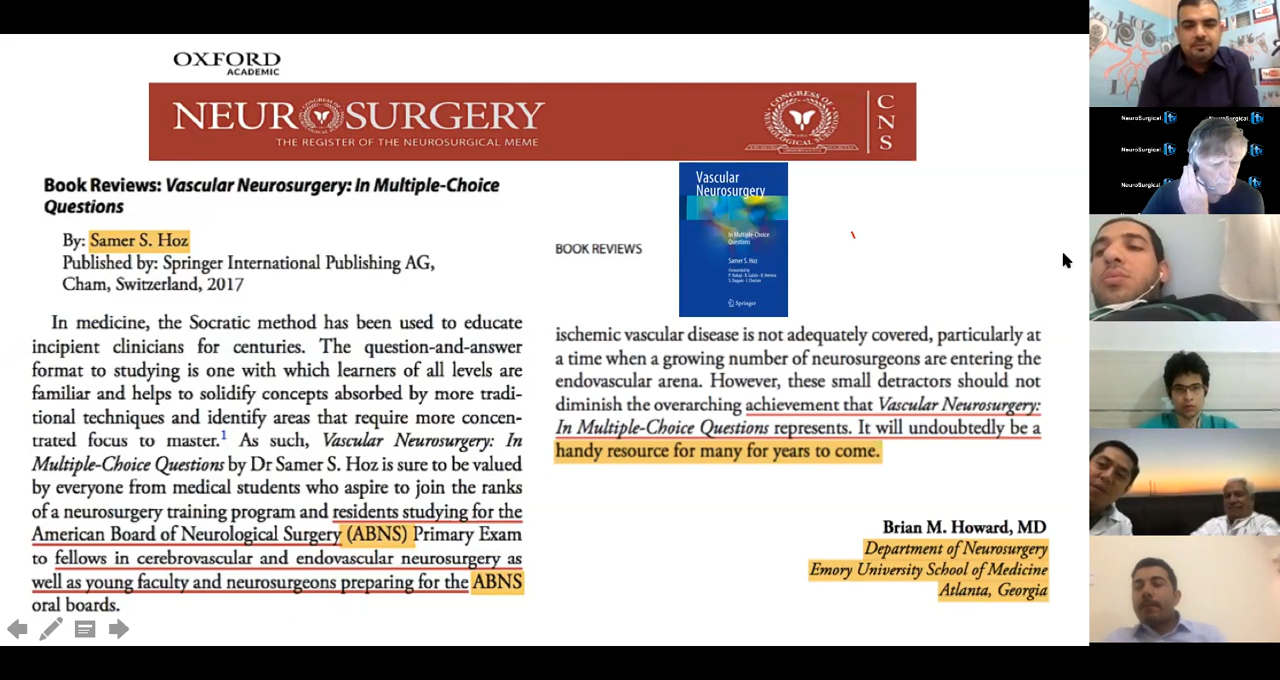 OXFORD
ACADEMIC
NEUROSURGERY
THE REGISTER OF THE NEUROSURGICAL MEME
CNS
Book Reviews: Vascular Neurosurgery: In Multiple-Choice
Questions
By: Samer S. Hoz
Published by: Springer International Publishing AG,
Cham, Switzerland, 2017
In medicine, the Socratic method has been used to educate
incipient clinicians for centuries. The question-and-answer
format to studying is one with which learners of all levels are
familiar and helps to solidify concepts absorbed by more tradi-
tional techniques and identify areas that require more concen-
trated focus to master.1 As such, Vascular Neurosurgery: In
Multiple-Choice Questions by Dr Samer S. Hoz is sure to be valued
by everyone from medical students who aspire to join the ranks
of a neurosurgery training program and residents studying for the
American Board of Neurological Surgery (ABNS) Primary Exam
to fellows in cerebrovascular and endovascular neurosurgery as
well as young faculty and neurosurgeons preparing for the ABNS
oral boards.
BOOK REVIEWS
Vascular
Neurosurgery
In Multiple-Choice
Questions
Samer S. Hoz
Springer
ischemic vascular disease is not adequately covered, particularly at
a time when a growing number of neurosurgeons are entering the
endovascular arena. However, these small detractors should not
diminish the overarching achievement that Vascular Neurosurgery:
In Multiple-Choice Questions represents. It will undoubtedly be a
handy resource for many for years to come.
Brian M. Howard, MD
Department of Neurosurgery
Emory University School of Medicine
Atlanta, Georgia
NeuroSurgical tv
NeuroSurgical
NeuroSurgical